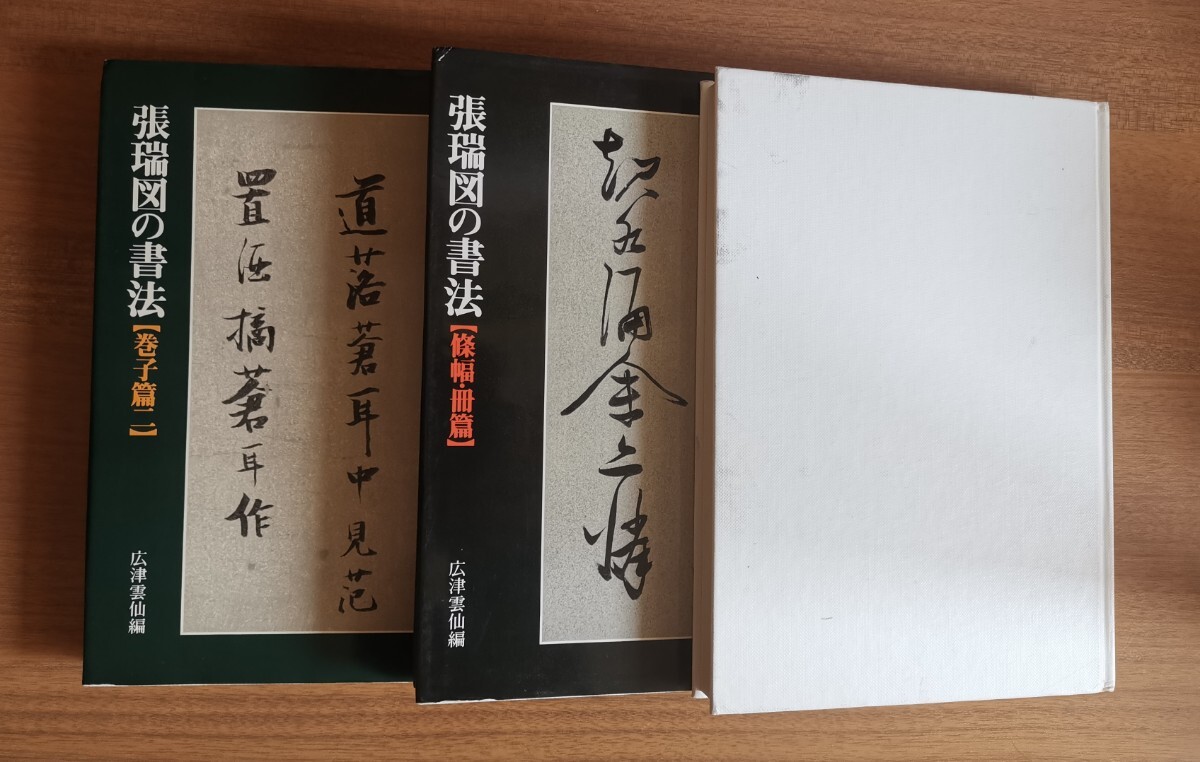 張瑞図の書法【巻子篇二】
道落蒼耳中見范
置酒摘蒼耳作
広津雲仙編
張瑞図の書法【條幅・冊篇】
広津雲仙編